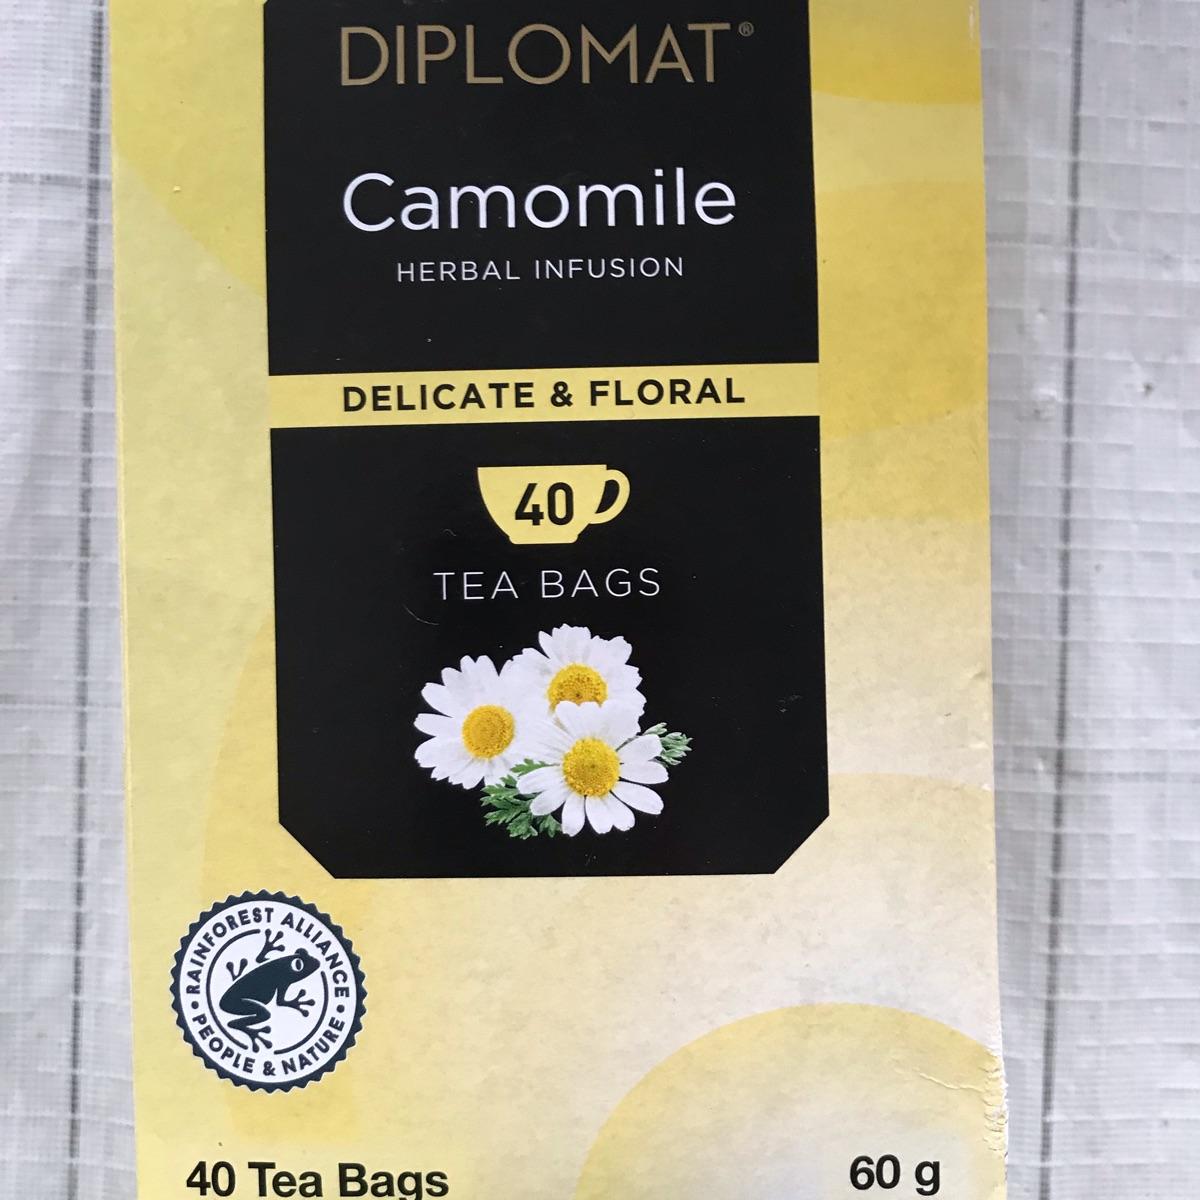 DIPLOMAT®
Camomile
HERBAL INFUSION
DELICATE & FLORAL
40
TEA BAGS
RAINFOREST ALLIANCE
PEOPLE & NATURE
40 Tea Bags
60 g